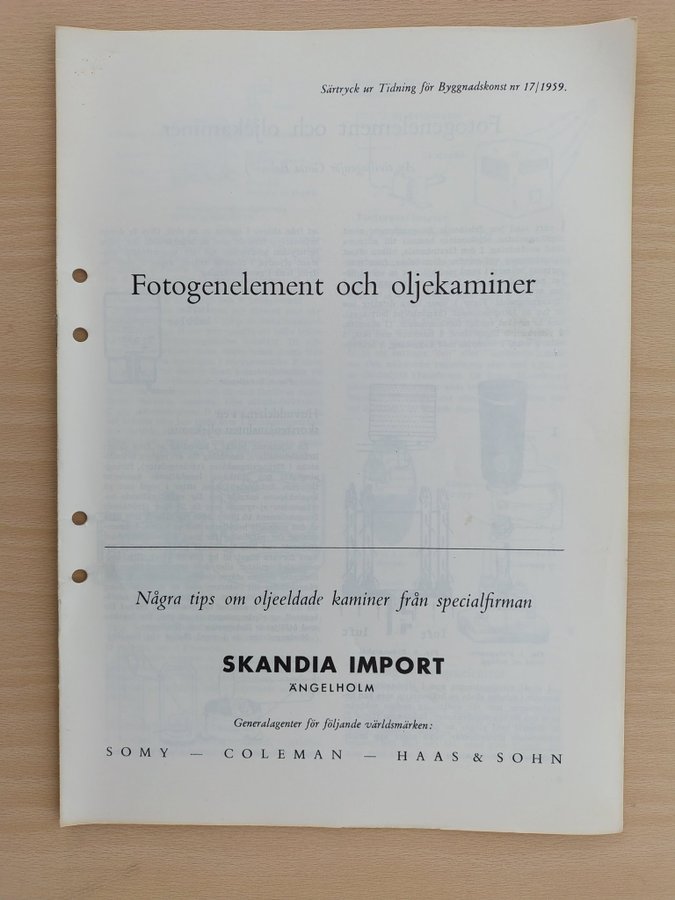 Särtryck ur Tidning för Byggnadskonst nr 17/1959.
Fotogenelement och oljekaminer
Några tips om oljeeldade kaminer från specialfirman
SKANDIA IMPORT
ÄNGELHOLM
Generalagenter för följande världsmärken:
SOMY — COLEMAN — HAAS & SOHN